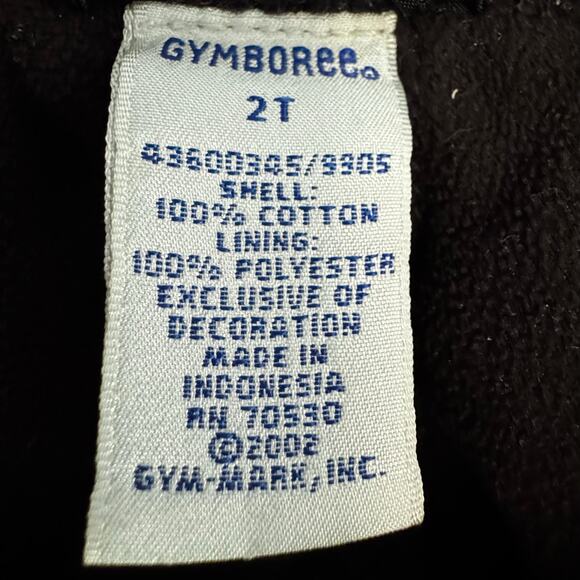 GYMBORee®
2T
43600345/9305
SHELL:
100% COTTON
LINING:
100% POLYESTER
EXCLUSIVE OF
DECORATION
MADE IN
INDONESIA
RN 70530
©2002
GYM-MARK, INC.